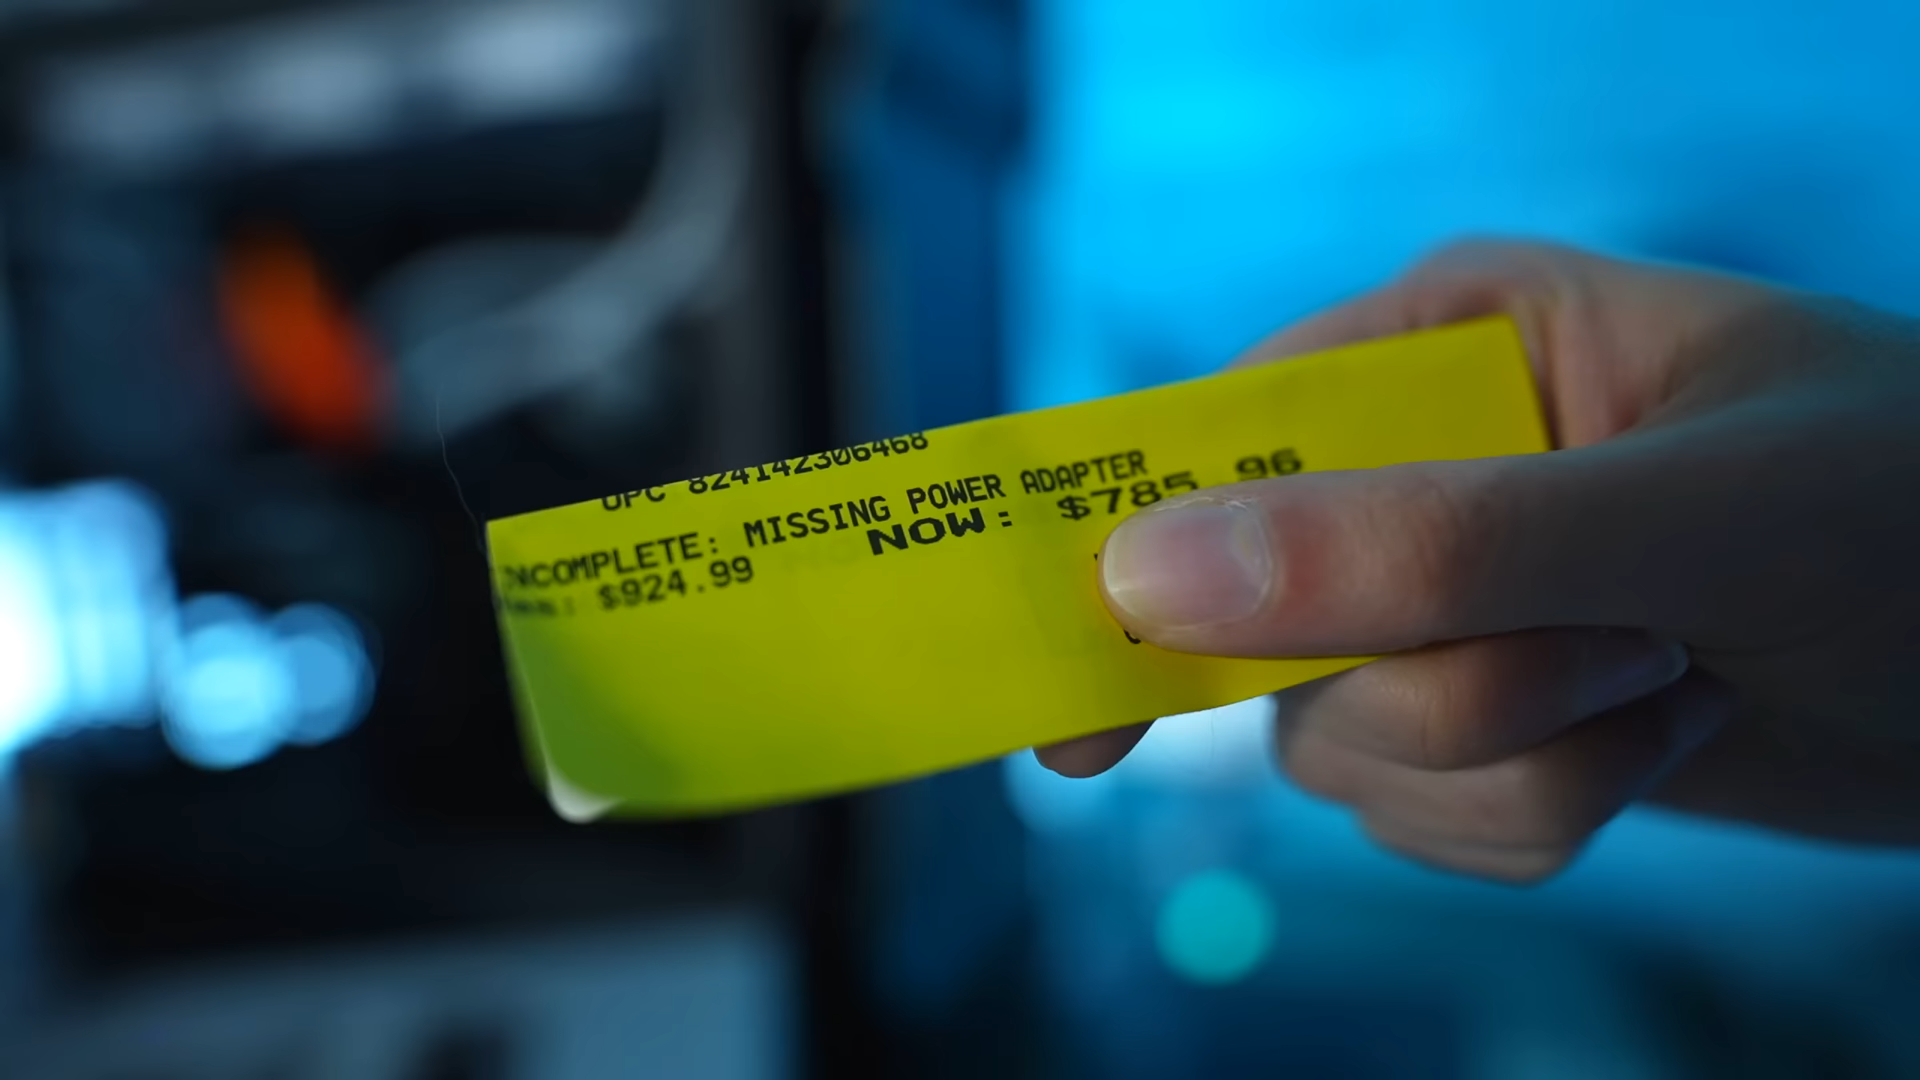 UPC 824142306468
INCOMPLETE: MISSING POWER ADAPTER
NOW: $785.96
$924.99